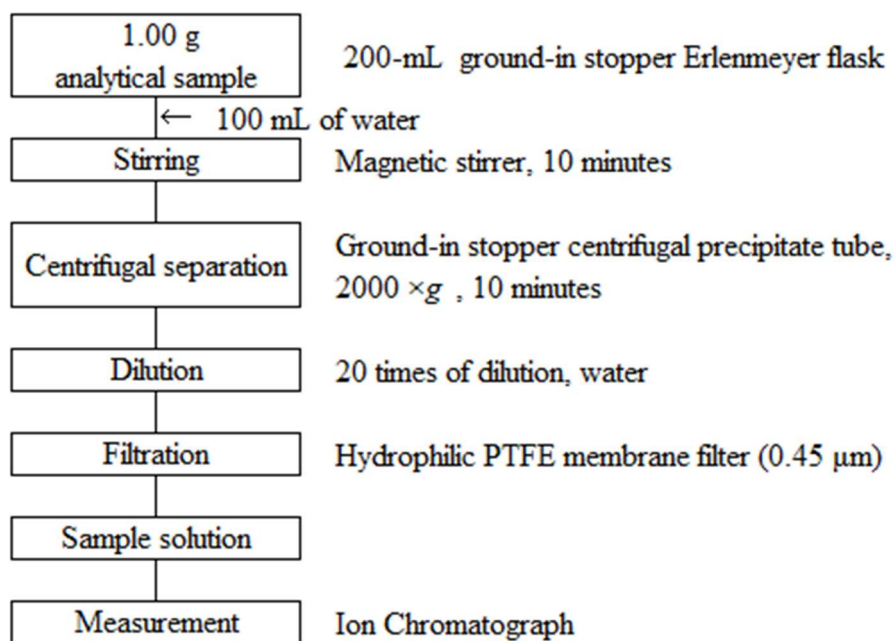 1.00 g
analytical sample
200-mL ground-in stopper Erlenmeyer flask
← 100 mL of water
Stirring
Magnetic stirrer, 10 minutes
Centrifugal separation
Ground-in stopper centrifugal precipitate tube,
2000 ×g , 10 minutes
Dilution
20 times of dilution, water
Filtration
Hydrophilic PTFE membrane filter (0.45 μm)
Sample solution
Measurement
Ion Chromatograph